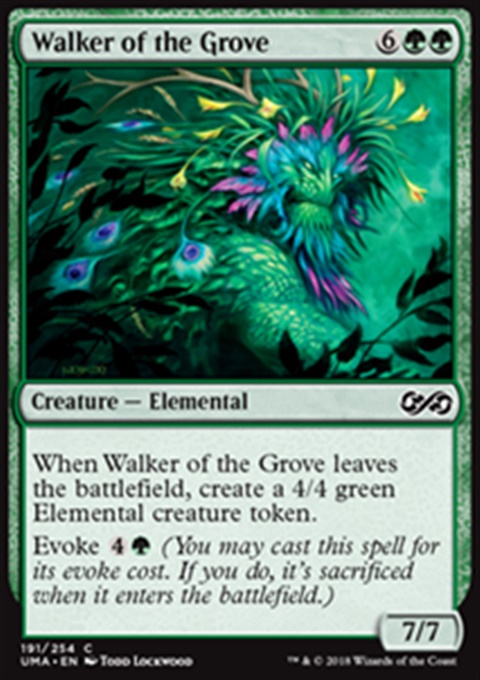 Walker of the Grove 6
Creature — Elemental
When Walker of the Grove leaves
the battlefield, create a 4/4 green
Elemental creature token.
Evoke 4 (You may cast this spell for
its evoke cost. If you do, it's sacrificed
when it enters the battlefield.)
7/7
191/254 C
UMA • EN Todd Lockwood
™ & © 2018 Wizards of the Coast